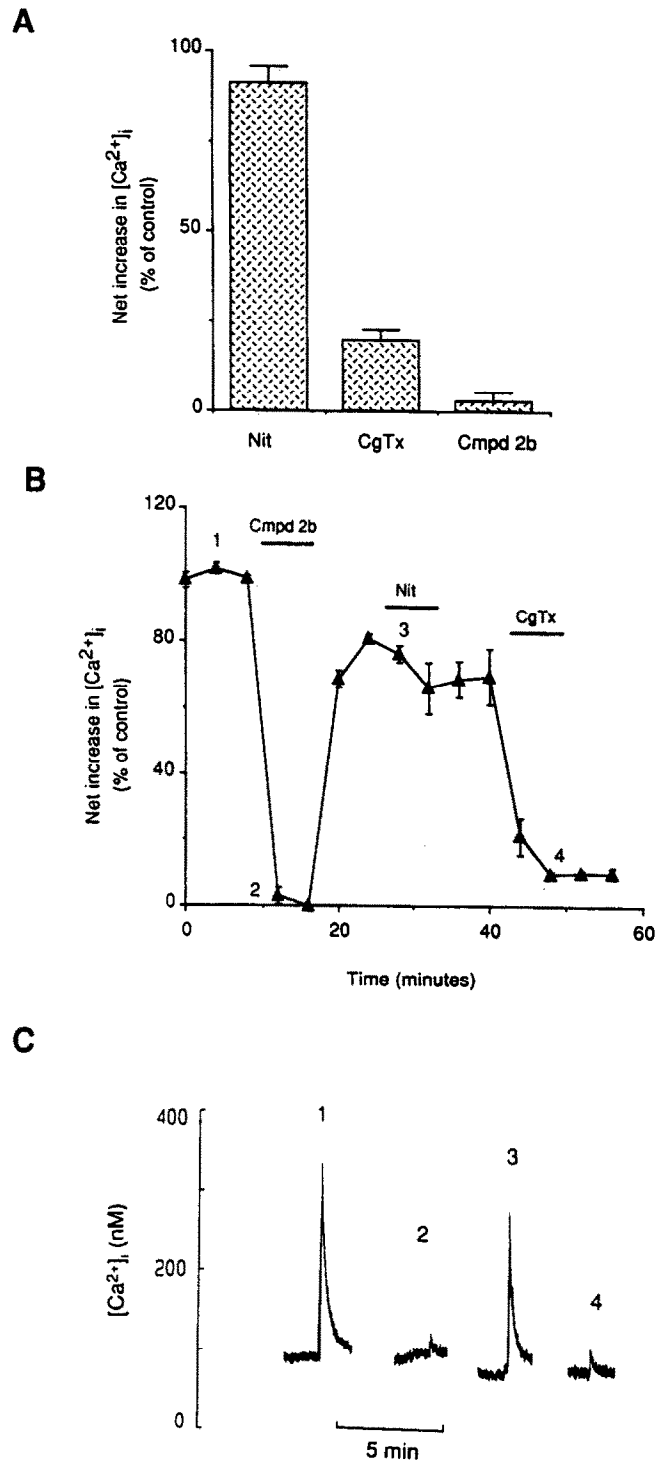 A
100
50
0
Net increase in [Ca2+]i
(% of control)
Nit CgTx Cmpd 2b
B
120
80
40
0
Net increase in [Ca2+]i
(% of control)
1
Cmpd 2b
Nit
3
CgTx
2
4
0 20 40 60
Time (minutes)
C
400
200
0
[Ca2+]i (nM)
1
2
3
4
5 min